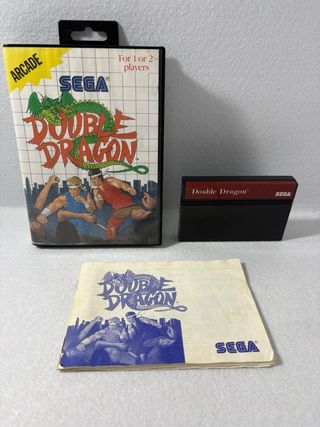 ARCADE
For 1 or 2
players
SEGA
DOUBLE
DRAGON
Double Dragon
SEGA
DOUBLE
DRAGON
SEGA